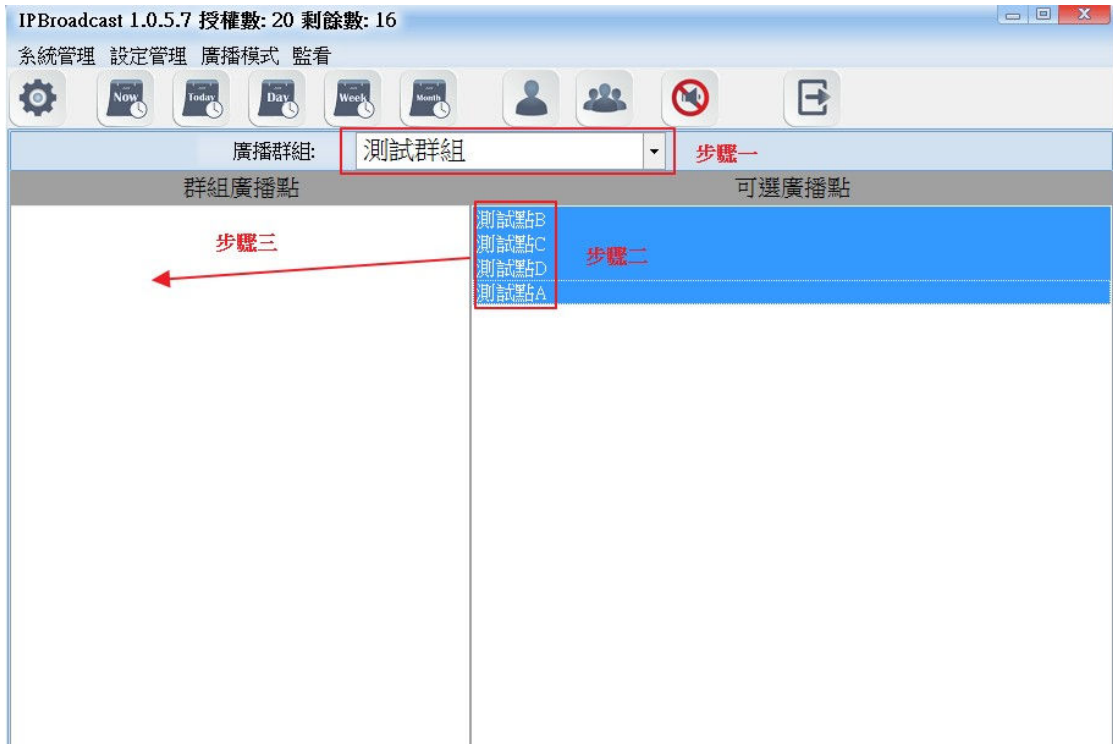 IPBroadcast 1.0.5.7 授權數: 20 剩餘數: 16
系統管理 設定管理 廣播模式 監看
Now Today Day Week Month
廣播群組: 測試群組 步驟一
群組廣播點 可選廣播點
測試點B
步驟三
測試點C
步驟二
測試點D
測試點A